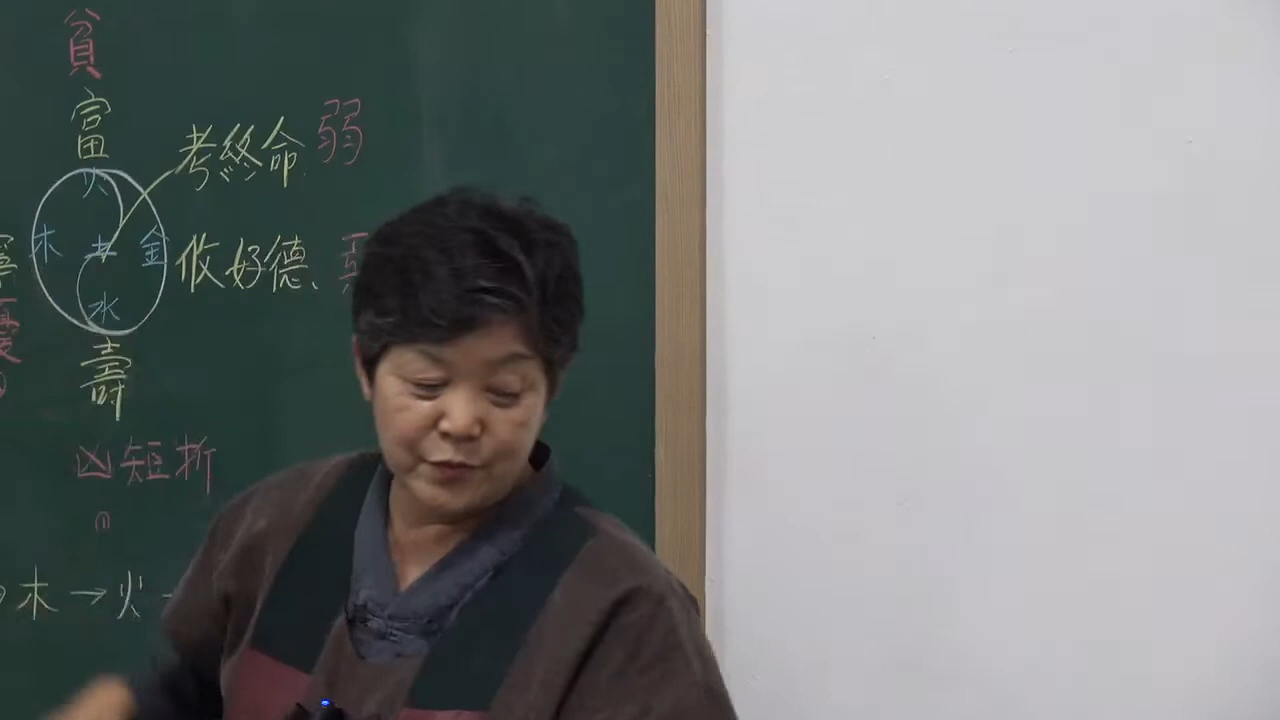 貧
富
考終命 弱
火
木 土 金
攸好德、
水
壽
凶短折
木 → 火